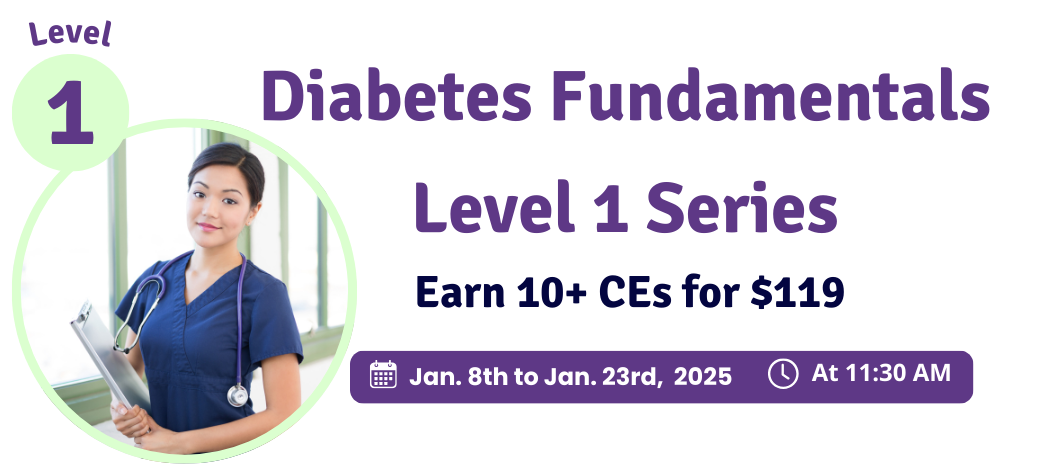 Level
1
Diabetes Fundamentals
Level 1 Series
Earn 10+ CEs for $119
Jan. 8th to Jan. 23rd, 2025 At 11:30 AM